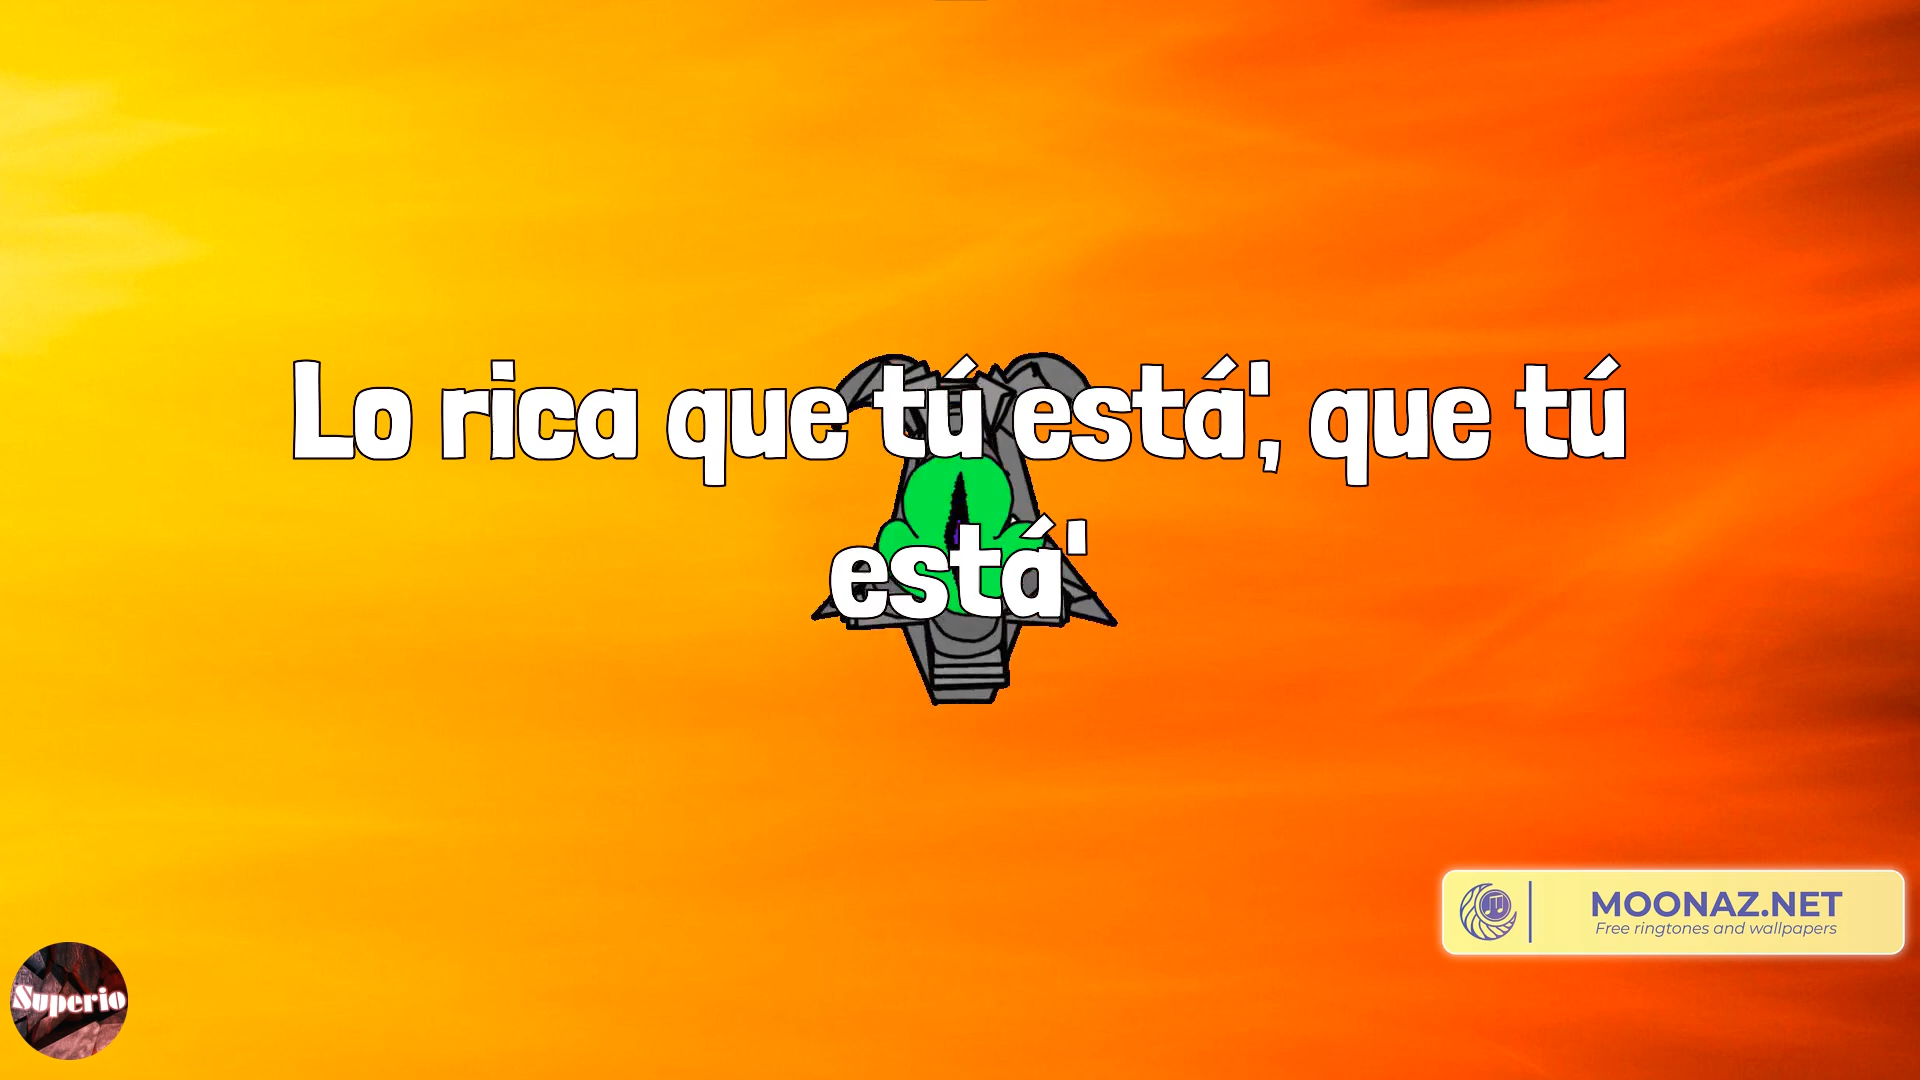 Lo rica que tú está', que tú
está'
MOONAZ.NET
Free ringtones and wallpapers
Superio